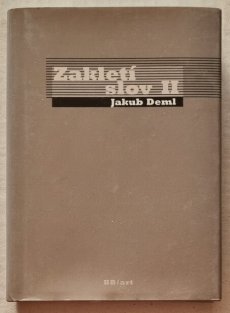 Zakletí
slov II
Jakub Deml
BB/art